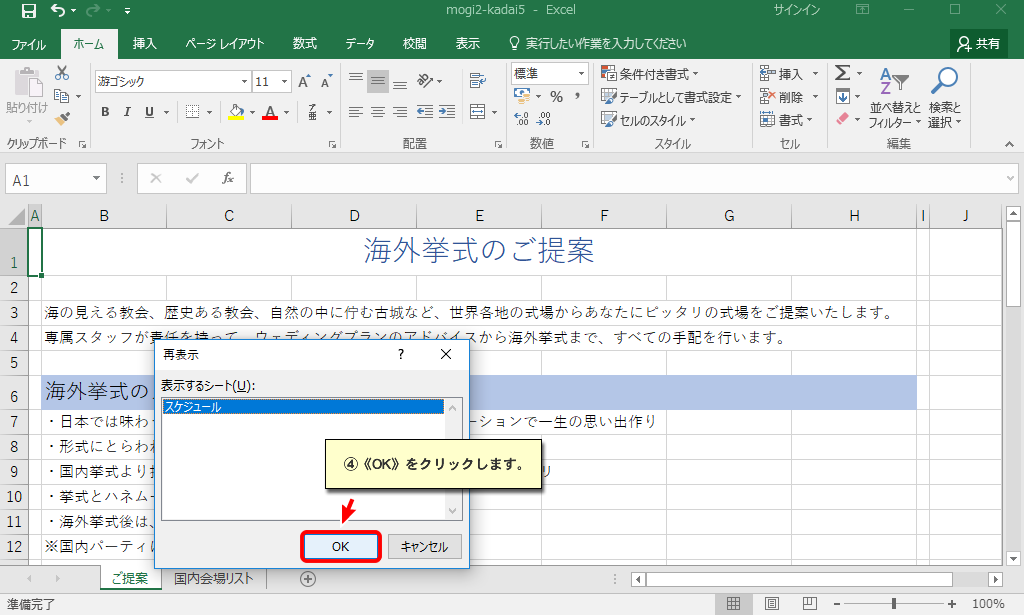 mogi2-kadai5 - Excel
サインイン
ファイル ホーム 挿入 ページ レイアウト 数式 データ 校閲 表示 実行したい作業を入力してください 共有
貼り付け
游ゴシック 11
B I U
標準
% ,
条件付き書式
テーブルとして書式設定
セルのスタイル
挿入
削除
書式
並べ替えと
フィルター
検索と
選択
クリップボード フォント 配置 数値 スタイル セル 編集
A1
fx
A B C D E F G H I J
1 海外挙式のご提案
2
3 海の見える教会、歴史ある教会、自然の中に佇む古城など、世界各地の式場からあなたにピッタリの式場をご提案いたします。
4 専属スタッフが責任を持って、ウェディングプランのアドバイスから海外挙式まで、すべての手配を行います。
5
6 海外挙式の
7 ・日本では味わ ーションで一生の思い出作り
8 ・形式にとらわれ
9 ・国内挙式より り
10 ・挙式とハネムー
11 ・海外挙式後は、
12 ※国内パーティに
再表示 ?
表示するシート(U):
スケジュール
④《OK》をクリックします。
OK キャンセル
ご提案 国内会場リスト
準備完了
100%